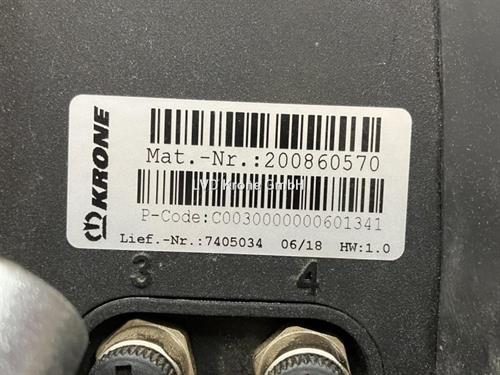 KRONE
Mat.-Nr.:200860570
LVD Krone GmbH
P-Code:C0030000000601341
Lief.-Nr.:7405034 06/18 HW:1.0
3 4